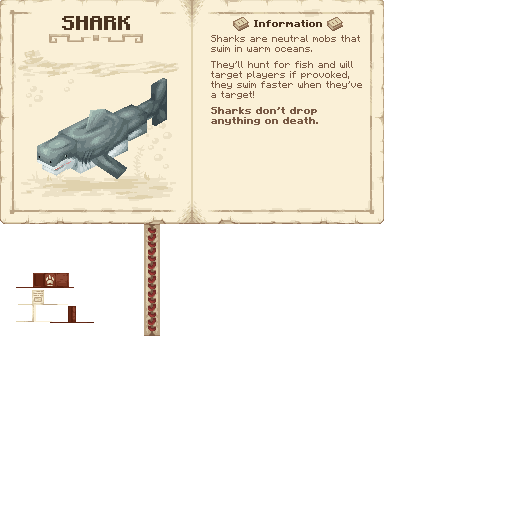 SHARK
Information
Sharks are neutral mobs that
swim in warm oceans.
They'll hunt for fish and will
target players if provoked,
they swim faster when they've
a target!
Sharks don't drop
anything on death.